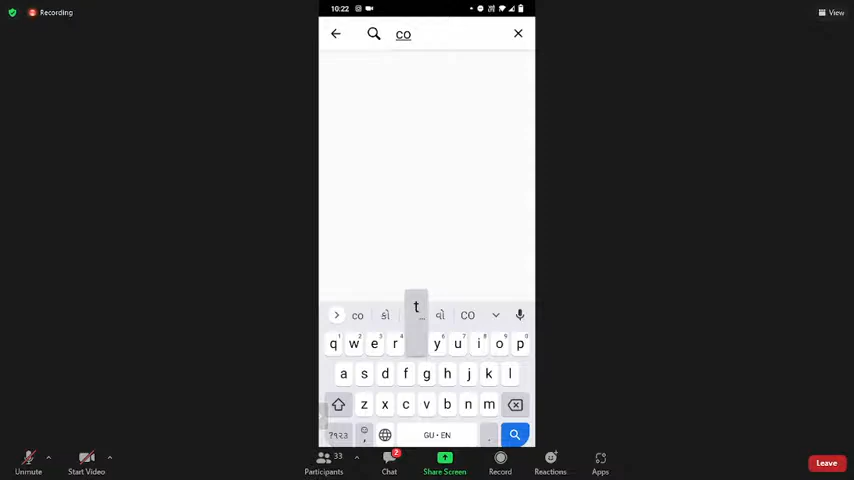 Recording
10:22
View
co
t
co કો વો CO
q w e r y u i o p
a s d f g h j k l
z x c v b n m
?૧૨૩ , GU • EN .
Unmute Start Video Participants 33 Chat 2 Share Screen Record Reactions Apps Leave